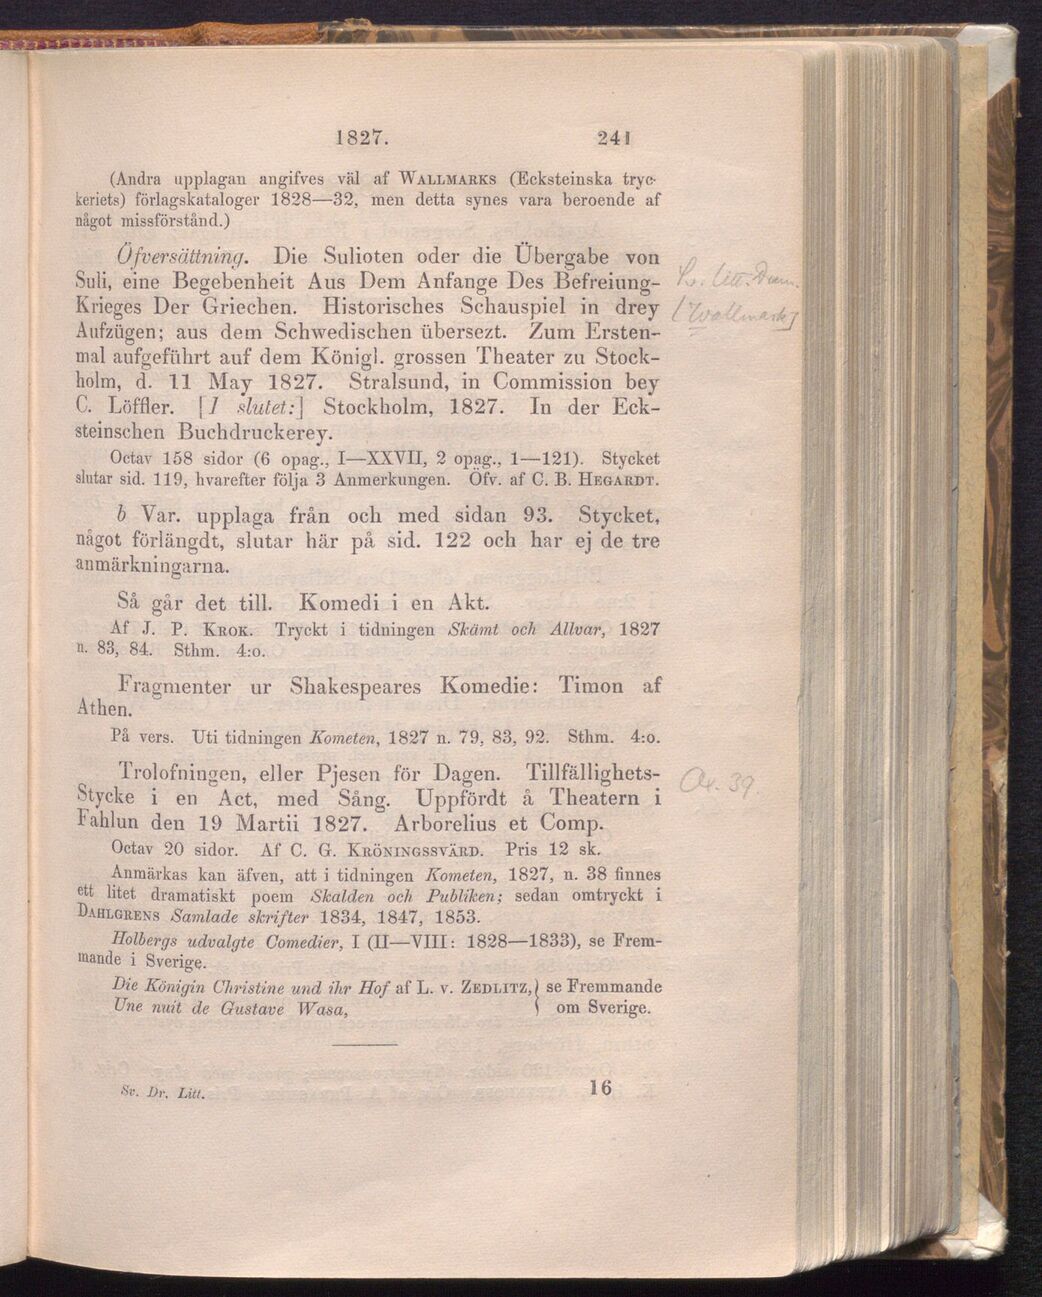 1827. 241
(Andra upplagan angifves väl af WALLMARKS (Ecksteinska tryc-
keriets) förlagskataloger 1828—32, men detta synes vara beroende af
något missförstånd.)
Öfversättning. Die Sulioten oder die Übergabe von
Suli, eine Begebenheit Aus Dem Anfange Des Befreiung-
Krieges Der Griechen. Historisches Schauspiel in drey
Aufzügen; aus dem Schwedischen übersezt. Zum Ersten-
mal aufgeführt auf dem Königl. grossen Theater zu Stock-
holm, d. 11 May 1827. Stralsund, in Commission bey
C. Löffler. [I slutet:] Stockholm, 1827. In der Eck-
steinschen Buchdruckerey.
Octav 158 sidor (6 opag., I—XXVII, 2 opag., 1—121). Stycket
slutar sid. 119, hvarefter följa 3 Anmerkungen. Öfv. af C. B. HEGARDT.
b Var. upplaga från och med sidan 93. Stycket,
något förlängdt, slutar här på sid. 122 och har ej de tre
anmärkningarna.
Så går det till. Komedi i en Akt.
Af J. P. KROK. Tryckt i tidningen Skämt och Allvar, 1827
n. 83, 84. Sthm. 4:o.
Fragmenter ur Shakespeares Komedie: Timon af
Athen.
På vers. Uti tidningen Kometen, 1827 n. 79, 83, 92. Sthm. 4:o.
Trolofningen, eller Pjesen för Dagen. Tillfällighets-
Stycke i en Act, med Sång. Uppfördt å Theatern i
Fahlun den 19 Martii 1827. Arborelius et Comp.
Octav 20 sidor. Af C. G. KRÖNINGSSVÄRD. Pris 12 sk.
Anmärkas kan äfven, att i tidningen Kometen, 1827, n. 38 finnes
ett litet dramatiskt poem Skalden och Publiken; sedan omtryckt i
DAHLGRENS Samlade skrifter 1834, 1847, 1853.
Holbergs udvalgte Comedier, I (II—VIII: 1828—1833), se Frem-
mande i Sverige.
Die Königin Christine und ihr Hof af L. v. ZEDLITZ, } se Fremmande
Une nuit de Gustave Wasa, } om Sverige.
Sv. Dr. Litt. 16
litt. Dram.
[Wallmark]
39.